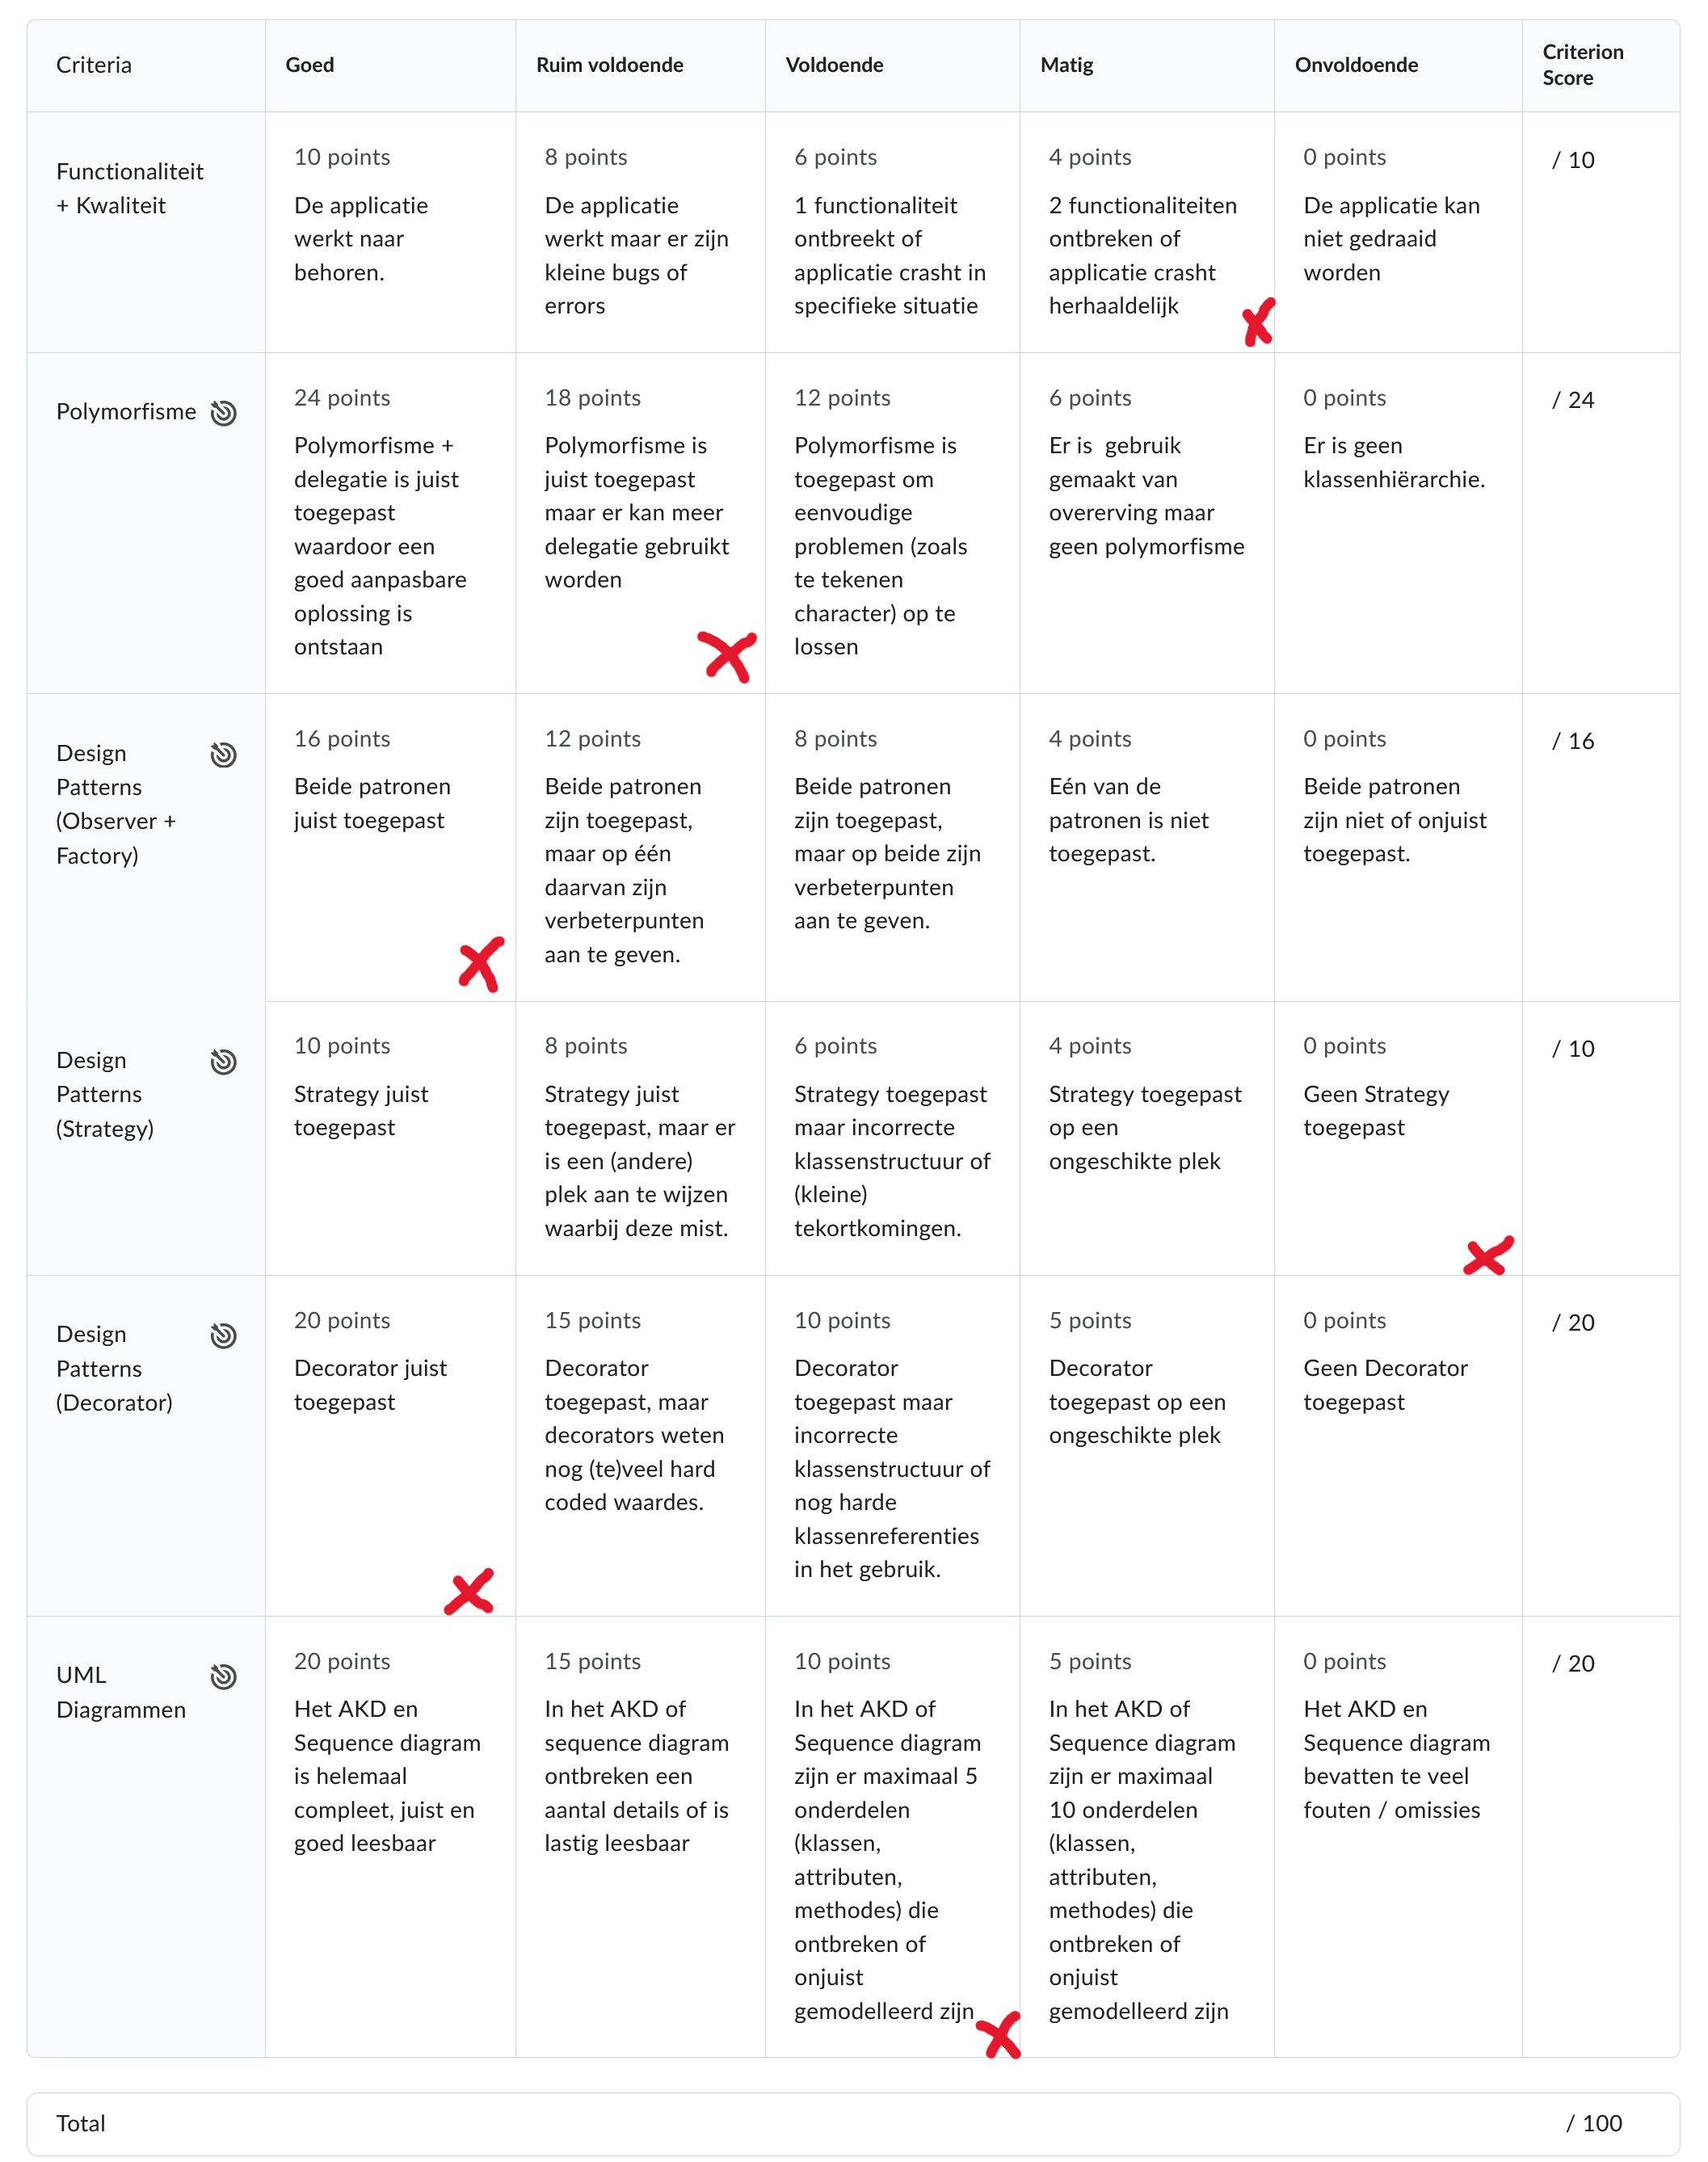 Criteria
Goed
Ruim voldoende
Voldoende
Matig
Onvoldoende
Criterion
Score
Functionaliteit
+ Kwaliteit
10 points
De applicatie
werkt naar
behoren.
8 points
De applicatie
werkt maar er zijn
kleine bugs of
errors
6 points
1 functionaliteit
ontbreekt of
applicatie crasht in
specifieke situatie
4 points
2 functionaliteiten
ontbreken of
applicatie crasht
herhaaldelijk
0 points
De applicatie kan
niet gedraaid
worden
/ 10
Polymorfisme
24 points
Polymorfisme +
delegatie is juist
toegepast
waardoor een
goed aanpasbare
oplossing is
ontstaan
18 points
Polymorfisme is
juist toegepast
maar er kan meer
delegatie gebruikt
worden
12 points
Polymorfisme is
toegepast om
eenvoudige
problemen (zoals
te tekenen
character) op te
lossen
6 points
Er is  gebruik
gemaakt van
overerving maar
geen polymorfisme
0 points
Er is geen
klassenhiërarchie.
/ 24
Design
Patterns
(Observer +
Factory)
16 points
Beide patronen
juist toegepast
12 points
Beide patronen
zijn toegepast,
maar op één
daarvan zijn
verbeterpunten
aan te geven.
8 points
Beide patronen
zijn toegepast,
maar op beide zijn
verbeterpunten
aan te geven.
4 points
Eén van de
patronen is niet
toegepast.
0 points
Beide patronen
zijn niet of onjuist
toegepast.
/ 16
Design
Patterns
(Strategy)
10 points
Strategy juist
toegepast
8 points
Strategy juist
toegepast, maar er
is een (andere)
plek aan te wijzen
waarbij deze mist.
6 points
Strategy toegepast
maar incorrecte
klassenstructuur of
(kleine)
tekortkomingen.
4 points
Strategy toegepast
op een
ongeschikte plek
0 points
Geen Strategy
toegepast
/ 10
Design
Patterns
(Decorator)
20 points
Decorator juist
toegepast
15 points
Decorator
toegepast, maar
decorators weten
nog (te)veel hard
coded waardes.
10 points
Decorator
toegepast maar
incorrecte
klassenstructuur of
nog harde
klassenreferenties
in het gebruik.
5 points
Decorator
toegepast op een
ongeschikte plek
0 points
Geen Decorator
toegepast
/ 20
UML
Diagrammen
20 points
Het AKD en
Sequence diagram
is helemaal
compleet, juist en
goed leesbaar
15 points
In het AKD of
sequence diagram
ontbreken een
aantal details of is
lastig leesbaar
10 points
In het AKD of
Sequence diagram
zijn er maximaal 5
onderdelen
(klassen,
attributen,
methodes) die
ontbreken of
onjuist
gemodelleerd zijn
5 points
In het AKD of
Sequence diagram
zijn er maximaal
10 onderdelen
(klassen,
attributen,
methodes) die
ontbreken of
onjuist
gemodelleerd zijn
0 points
Het AKD en
Sequence diagram
bevatten te veel
fouten / omissies
/ 20
Total
/ 100